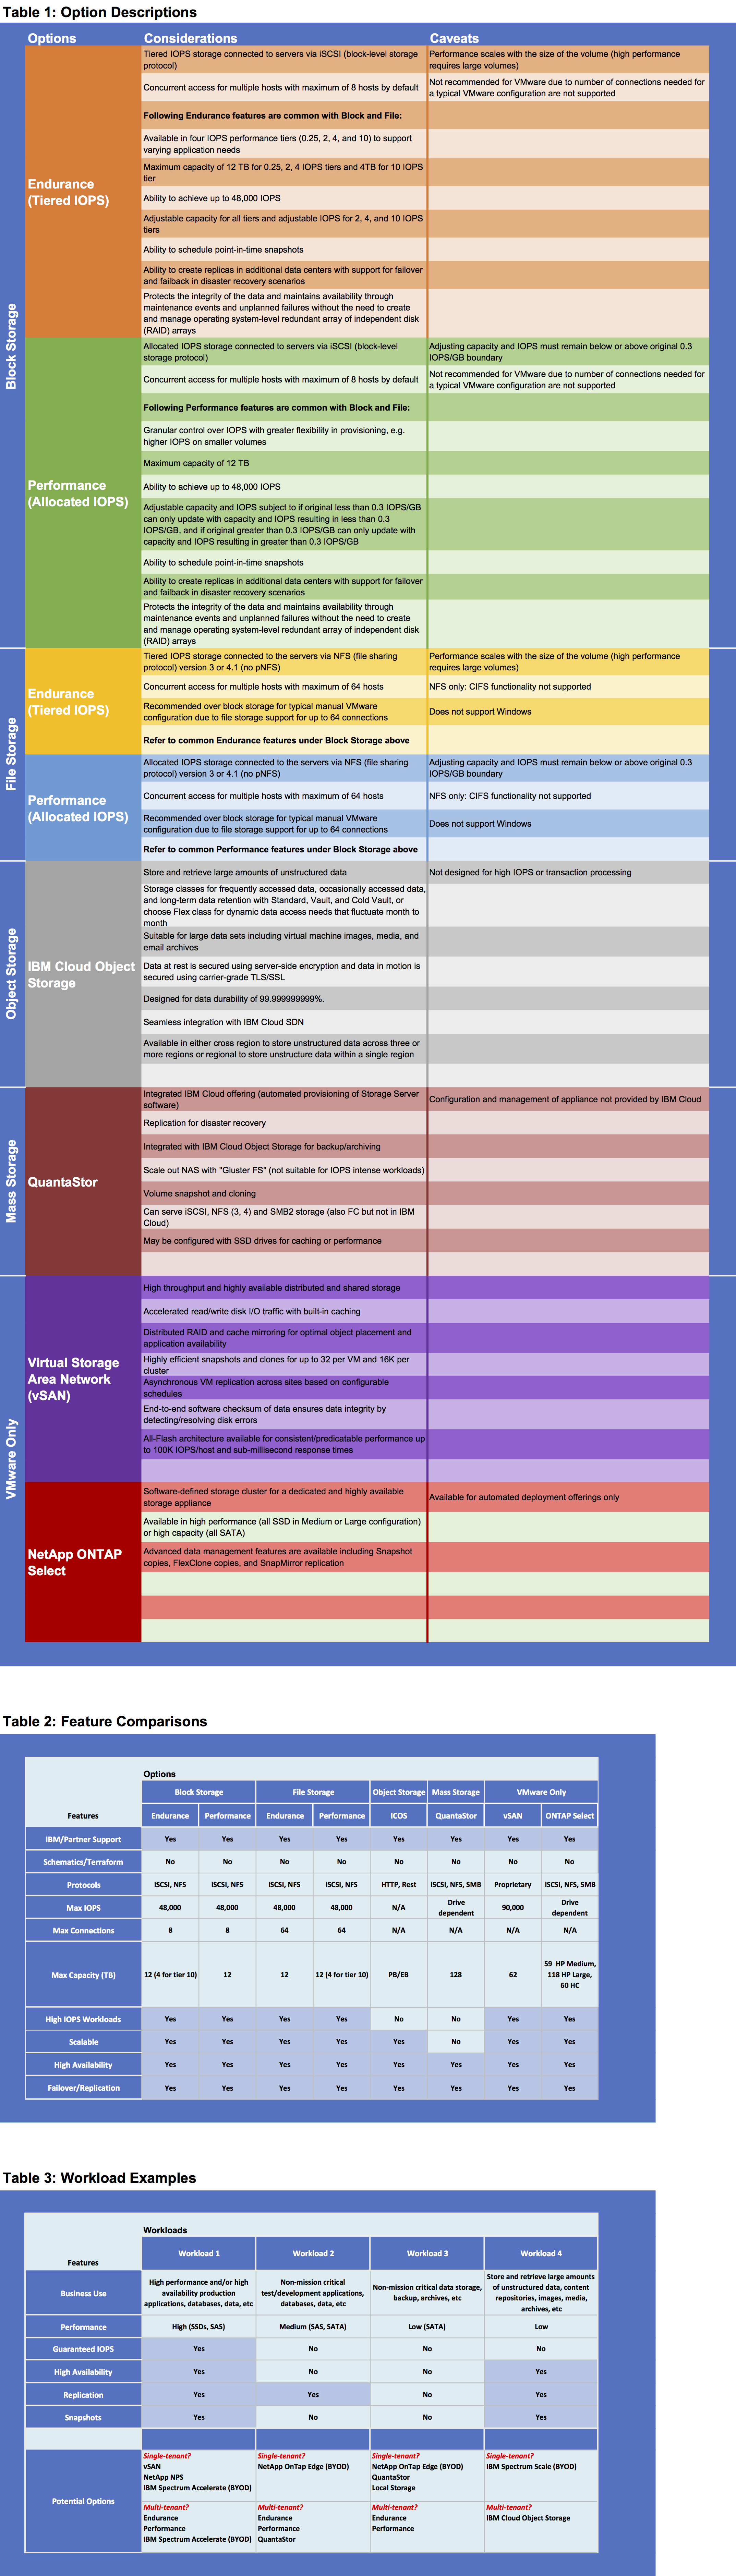 Table 1: Option Descriptions
Options Considerations Caveats
Block Storage
Endurance
(Tiered IOPS)
Tiered IOPS storage connected to servers via iSCSI (block-level storage
protocol)
Performance scales with the size of the volume (high performance
requires large volumes)
Concurrent access for multiple hosts with maximum of 8 hosts by default
Not recommended for VMware due to number of connections needed for
a typical VMware configuration are not supported
Following Endurance features are common with Block and File:
Available in four IOPS performance tiers (0.25, 2, 4, and 10) to support
varying application needs
Maximum capacity of 12 TB for 0.25, 2, 4 IOPS tiers and 4TB for 10 IOPS
tier
Ability to achieve up to 48,000 IOPS
Adjustable capacity for all tiers and adjustable IOPS for 2, 4, and 10 IOPS
tiers
Ability to schedule point-in-time snapshots
Ability to create replicas in additional data centers with support for failover
and failback in disaster recovery scenarios
Protects the integrity of the data and maintains availability through
maintenance events and unplanned failures without the need to create
and manage operating system-level redundant array of independent disk
(RAID) arrays
Performance
(Allocated IOPS)
Allocated IOPS storage connected to servers via iSCSI (block-level
storage protocol)
Adjusting capacity and IOPS must remain below or above original 0.3
IOPS/GB boundary
Concurrent access for multiple hosts with maximum of 8 hosts by default
Not recommended for VMware due to number of connections needed for
a typical VMware configuration are not supported
Following Performance features are common with Block and File:
Granular control over IOPS with greater flexibility in provisioning, e.g.
higher IOPS on smaller volumes
Maximum capacity of 12 TB
Ability to achieve up to 48,000 IOPS
Adjustable capacity and IOPS subject to if original less than 0.3 IOPS/GB
can only update with capacity and IOPS resulting in less than 0.3
IOPS/GB, and if original greater than 0.3 IOPS/GB can only update with
capacity and IOPS resulting in greater than 0.3 IOPS/GB
Ability to schedule point-in-time snapshots
Ability to create replicas in additional data centers with support for failover
and failback in disaster recovery scenarios
Protects the integrity of the data and maintains availability through
maintenance events and unplanned failures without the need to create
and manage operating system-level redundant array of independent disk
(RAID) arrays
File Storage
Endurance
(Tiered IOPS)
Tiered IOPS storage connected to the servers via NFS (file sharing
protocol) version 3 or 4.1 (no pNFS)
Performance scales with the size of the volume (high performance
requires large volumes)
Concurrent access for multiple hosts with maximum of 64 hosts
NFS only: CIFS functionality not supported
Recommended over block storage for typical manual VMware
configuration due to file storage support for up to 64 connections
Does not support Windows
Refer to common Endurance features under Block Storage above
Performance
(Allocated IOPS)
Allocated IOPS storage connected to the servers via NFS (file sharing
protocol) version 3 or 4.1 (no pNFS)
Adjusting capacity and IOPS must remain below or above original 0.3
IOPS/GB boundary
Concurrent access for multiple hosts with maximum of 64 hosts
NFS only: CIFS functionality not supported
Recommended over block storage for typical manual VMware
configuration due to file storage support for up to 64 connections
Does not support Windows
Refer to common Performance features under Block Storage above
Object Storage
IBM Cloud Object
Storage
Store and retrieve large amounts of unstructured data
Not designed for high IOPS or transaction processing
Storage classes for frequently accessed data, occasionally accessed data,
and long-term data retention with Standard, Vault, and Cold Vault, or
choose Flex class for dynamic data access needs that fluctuate month to
month
Suitable for large data sets including virtual machine images, media, and
email archives
Data at rest is secured using server-side encryption and data in motion is
secured using carrier-grade TLS/SSL
Designed for data durability of 99.999999999%.
Seamless integration with IBM Cloud SDN
Available in either cross region to store unstructured data across three or
more regions or regional to store unstructure data within a single region
Mass Storage
QuantaStor
Integrated IBM Cloud offering (automated provisioning of Storage Server
software)
Configuration and management of appliance not provided by IBM Cloud
Replication for disaster recovery
Integrated with IBM Cloud Object Storage for backup/archiving
Scale out NAS with "Gluster FS" (not suitable for IOPS intense workloads)
Volume snapshot and cloning
Can serve iSCSI, NFS (3, 4) and SMB2 storage (also FC but not in IBM
Cloud)
May be configured with SSD drives for caching or performance
VMware Only
Virtual Storage
Area Network
(vSAN)
High throughput and highly available distributed and shared storage
Accelerated read/write disk I/O traffic with built-in caching
Distributed RAID and cache mirroring for optimal object placement and
application availability
Highly efficient snapshots and clones for up to 32 per VM and 16K per
cluster
Asynchronous VM replication across sites based on configurable
schedules
End-to-end software checksum of data ensures data integrity by
detecting/resolving disk errors
All-Flash architecture available for consistent/predicatable performance up
to 100K IOPS/host and sub-millisecond response times
NetApp ONTAP
Select
Software-defined storage cluster for a dedicated and highly available
storage appliance
Available for automated deployment offerings only
Available in high performance (all SSD in Medium or Large configuration)
or high capacity (all SATA)
Advanced data management features are available including Snapshot
copies, FlexClone copies, and SnapMirror replication
Table 2: Feature Comparisons
Options
Block Storage File Storage Object Storage Mass Storage VMware Only
Features Endurance Performance Endurance Performance ICOS QuantaStor vSAN ONTAP Select
IBM/Partner Support Yes Yes Yes Yes Yes Yes Yes Yes
Schematics/Terraform No No No No No No No No
Protocols iSCSI, NFS iSCSI, NFS iSCSI, NFS iSCSI, NFS HTTP, Rest iSCSI, NFS, SMB Proprietary iSCSI, NFS, SMB
Max IOPS 48,000 48,000 48,000 48,000 N/A Drive dependent 90,000 Drive dependent
Max Connections 8 8 64 64 N/A N/A N/A N/A
Max Capacity (TB) 12 (4 for tier 10) 12 12 12 (4 for tier 10) PB/EB 128 62 59 HP Medium, 118 HP Large, 60 HC
High IOPS Workloads Yes Yes Yes Yes No No Yes Yes
Scalable Yes Yes Yes Yes Yes No Yes Yes
High Availability Yes Yes Yes Yes Yes Yes Yes Yes
Failover/Replication Yes Yes Yes Yes Yes Yes Yes Yes
Table 3: Workload Examples
Workloads
Features Workload 1 Workload 2 Workload 3 Workload 4
Business Use
High performance and/or high
availability production
applications, databases, data, etc
Non-mission critical
test/development applications,
databases, data, etc
Non-mission critical data storage,
backup, archives, etc
Store and retrieve large amounts
of unstructured data, content
repositories, images, media,
archives, etc
Performance High (SSDs, SAS) Medium (SAS, SATA) Low (SATA) Low
Guaranteed IOPS Yes No No No
High Availability Yes No No Yes
Replication Yes Yes No Yes
Snapshots Yes No No Yes
Potential Options
Single-tenant?
vSAN
NetApp NPS
IBM Spectrum Accelerate (BYOD)
Multi-tenant?
Endurance
Performance
IBM Spectrum Accelerate (BYOD)
Single-tenant?
NetApp OnTap Edge (BYOD)
Multi-tenant?
Endurance
Performance
QuantaStor
Single-tenant?
NetApp OnTap Edge (BYOD)
QuantaStor
Local Storage
Multi-tenant?
Endurance
Performance
Single-tenant?
IBM Spectrum Scale (BYOD)
Multi-tenant?
IBM Cloud Object Storage